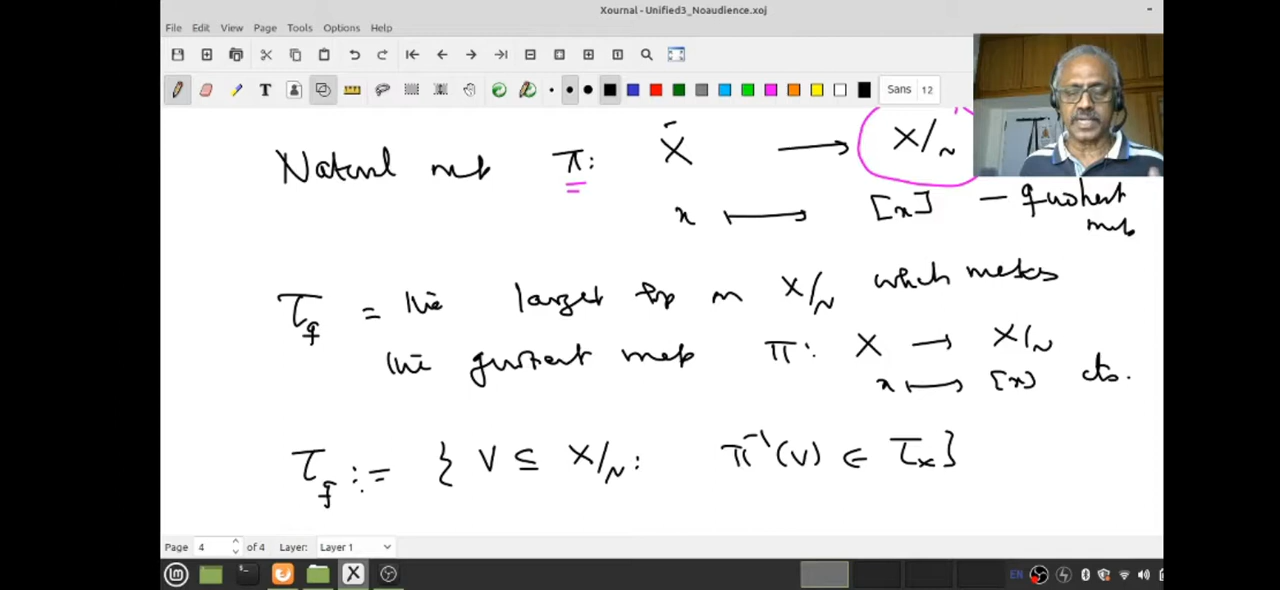 Xournal - Unified3_Noaudience.xoj
File Edit View Page Tools Options Help
Sans 12
Natural map π: X → X/~
x ↦ [x] — quotient map
τ_q = the largest top on X/~ which makes
the quotient map π: X → X/~
x ↦ [x] cts.
τ_q := { V ⊆ X/~ : π⁻¹(V) ∈ τ_X }
Page 4 of 4 Layer: Layer 1
EN